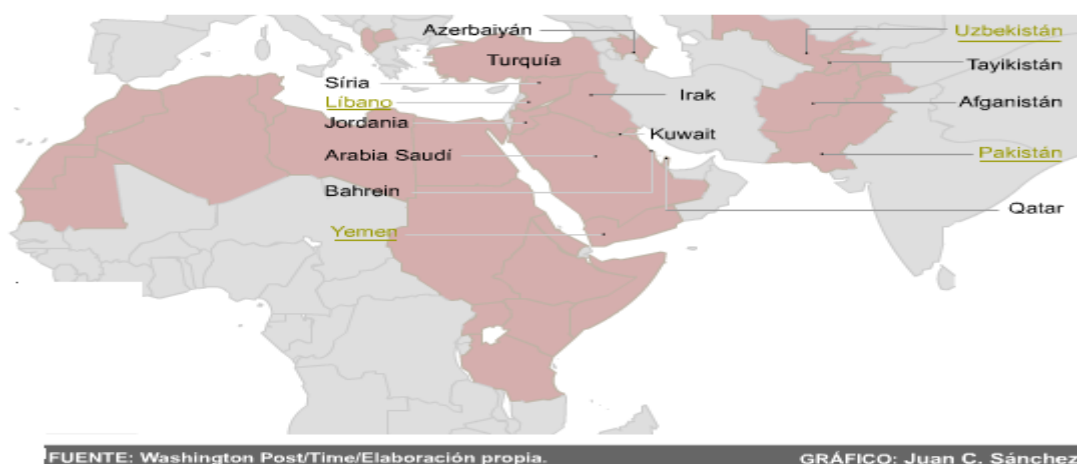 Azerbaiyán
Uzbekistán
Turquía
Tayikistán
Síria
Irak
Líbano
Afganistán
Jordania
Kuwait
Arabia Saudí
Pakistán
Bahrein
Qatar
Yemen
FUENTE: Washington Post/Time/Elaboración propia.
GRÁFICO: Juan C. Sánchez